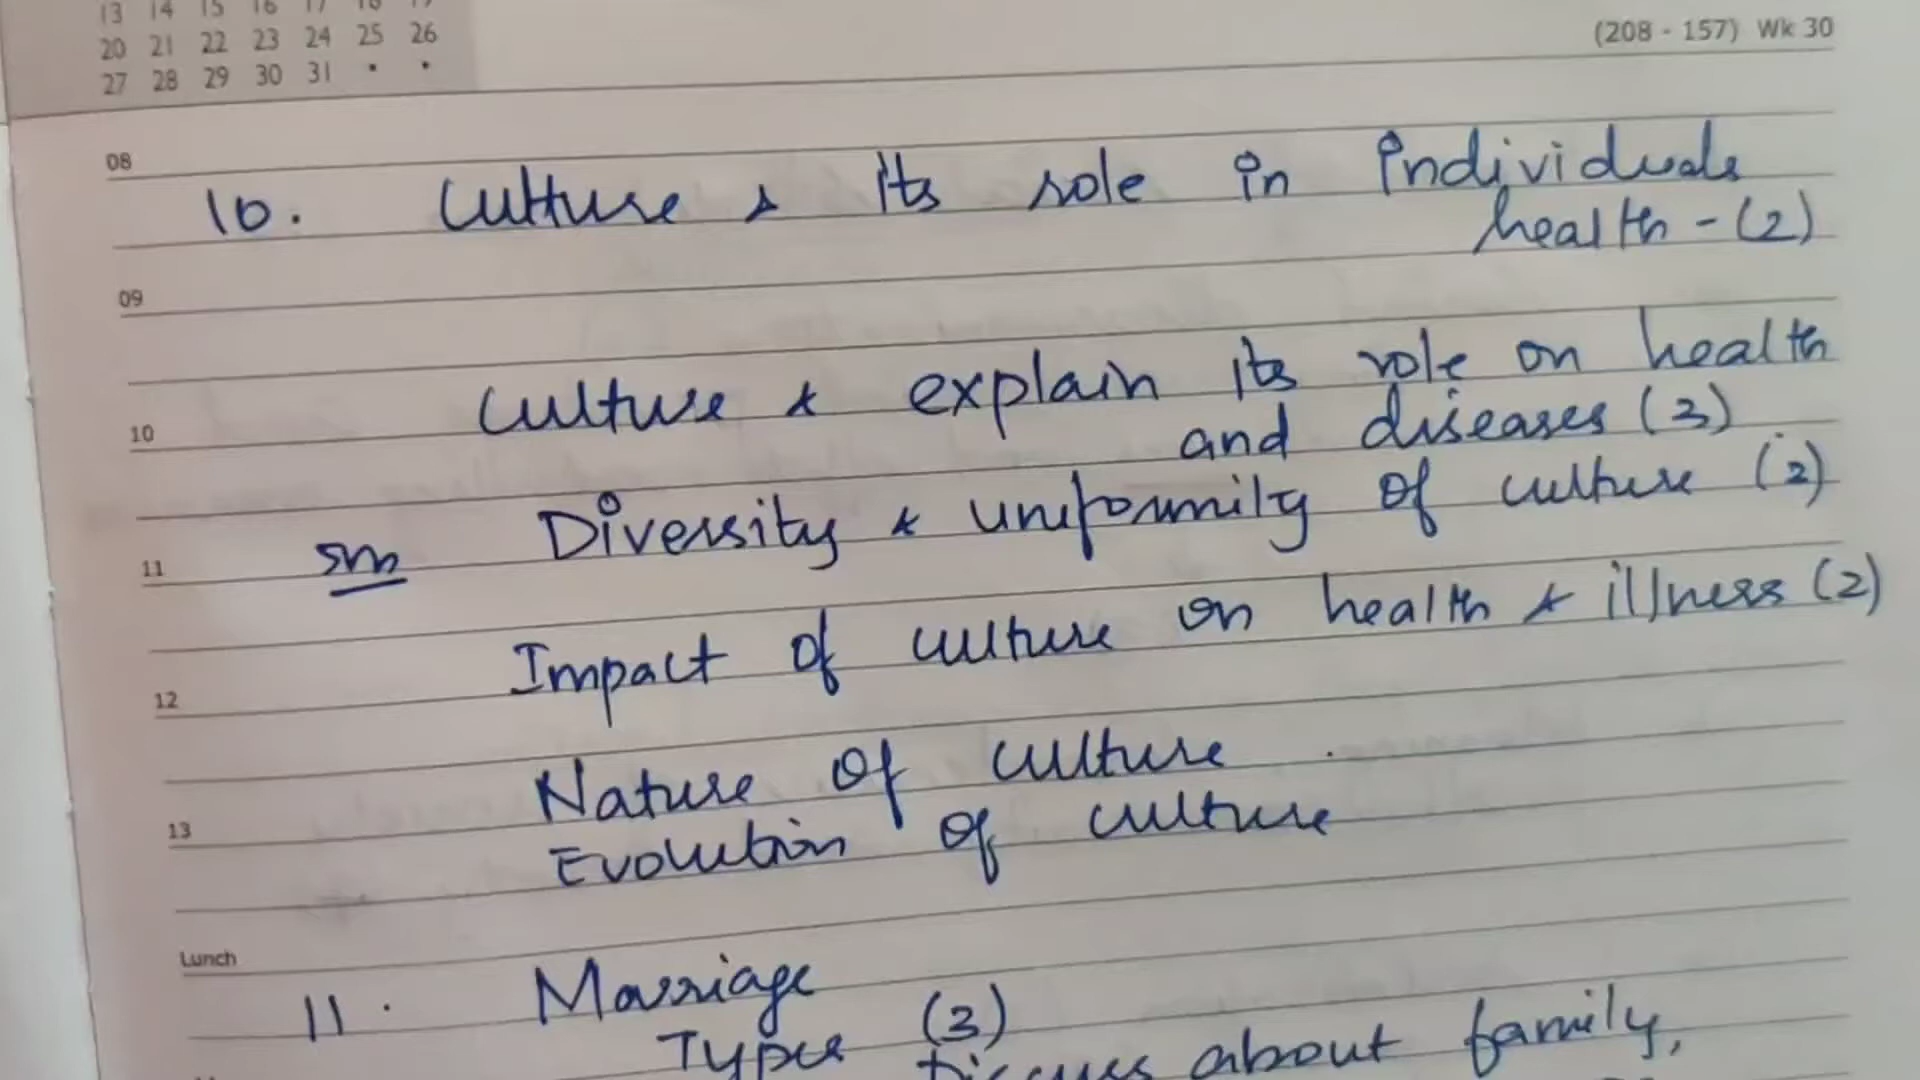 13 14 15 16 17 18 19
20 21 22 23 24 25 26
27 28 29 30 31 • •
(208 - 157) Wk 30
08
10. Culture & its role in individuals
health - (2)
09
Culture & explain its role on health
10
and diseases (3)
Diversity & uniformity of culture (2)
11
5m
Impact of culture on health & illness (2)
12
Nature of culture
13
Evolution of culture
Lunch
11. Marriage
Types (3)
Discuss about family,